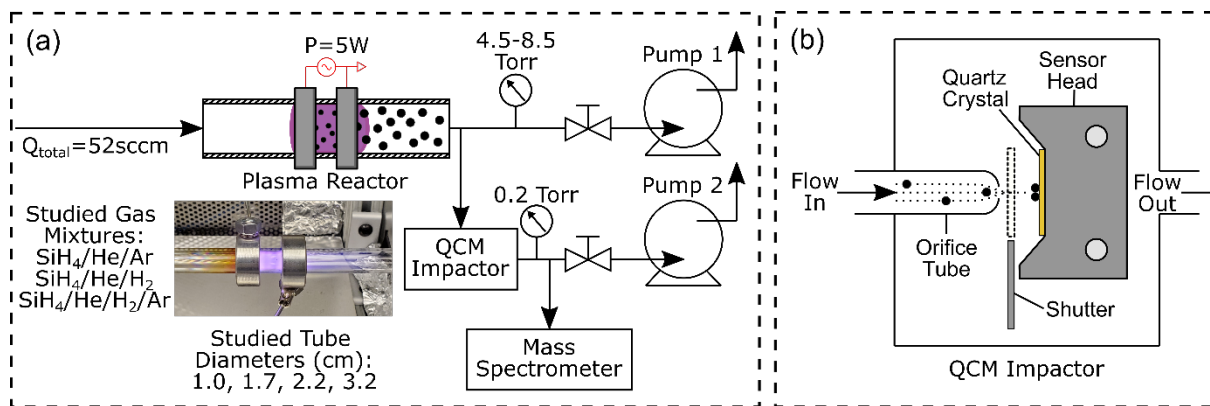 (a)
P=5W
4.5-8.5
Torr
Pump 1
Q_total=52sccm
Plasma Reactor
Studied Gas
Mixtures:
SiH₄/He/Ar
SiH₄/He/H₂
SiH₄/He/H₂/Ar
Studied Tube
Diameters (cm):
1.0, 1.7, 2.2, 3.2
0.2 Torr
Pump 2
QCM
Impactor
Mass
Spectrometer
(b)
Quartz
Crystal
Sensor
Head
Flow
In
Flow
Out
Orifice
Tube
Shutter
QCM Impactor